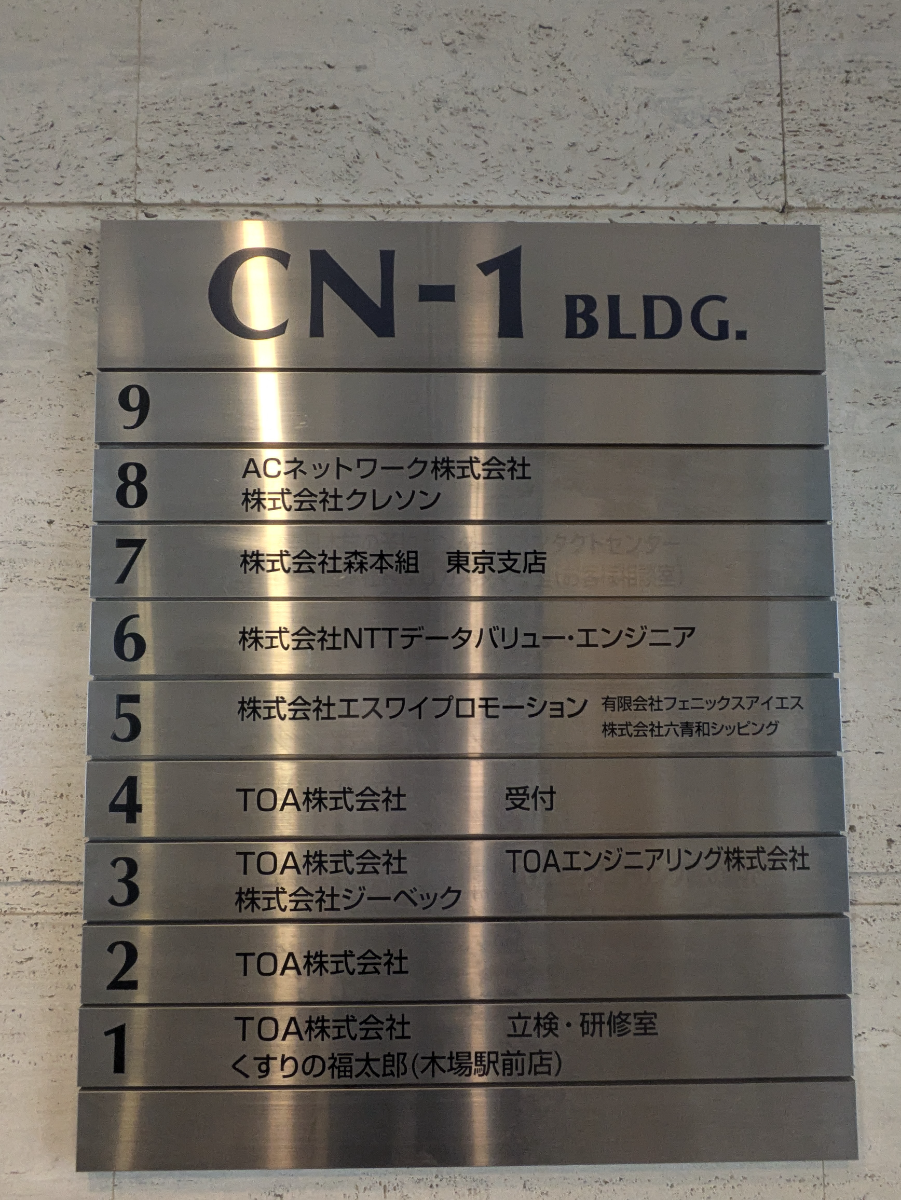 CN-1 BLDG.
9
8 ACネットワーク株式会社
株式会社クレソン
7 株式会社森本組 東京支店
タクトセンター
6 株式会社NTTデータバリュー・エンジニア
5 株式会社エスワイプロモーション 有限会社フェニックスアイエス
株式会社六青和シッピング
4 TOA株式会社 受付
3 TOA株式会社 TOAエンジニアリング株式会社
株式会社ジーベック
2 TOA株式会社
1 TOA株式会社 立検・研修室
くすりの福太郎(木場駅前店)